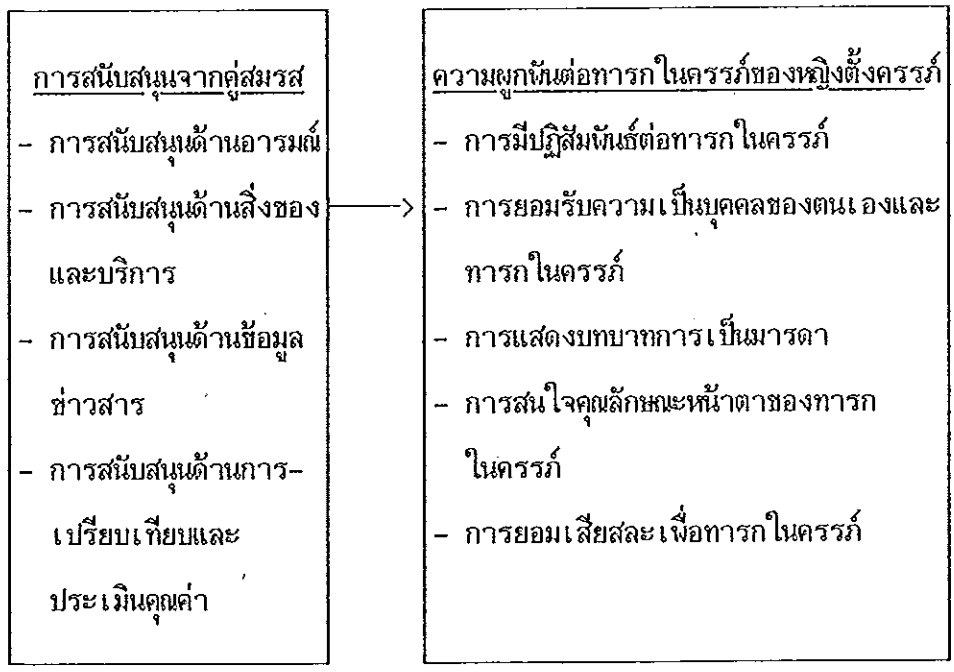 การสนับสนุนจากคู่สมรส
- การสนับสนุนด้านอารมณ์
- การสนับสนุนด้านสิ่งของ
และบริการ
- การสนับสนุนด้านข้อมูล
ข่าวสาร
- การสนับสนุนด้านการ-
เปรียบเทียบและ
ประเมินคุณค่า
ความผูกพันต่อทารกในครรภ์ของหญิงตั้งครรภ์
- การมีปฏิสัมพันธ์ต่อทารกในครรภ์
- การยอมรับความเป็นบุคคลของตนเองและ
ทารกในครรภ์
- การแสดงบทบาทการเป็นมารดา
- การสนใจคุณลักษณะหน้าตาของทารก
ในครรภ์
- การยอมเสียสละเพื่อทารกในครรภ์